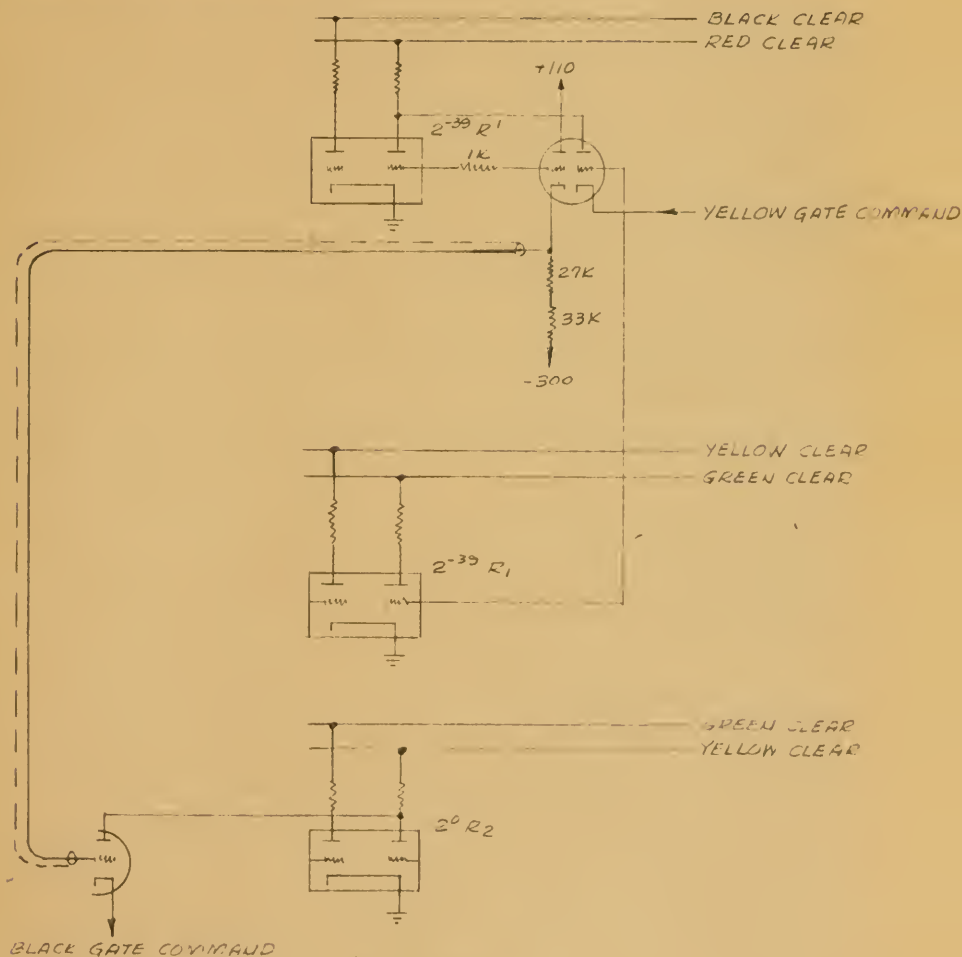 BLACK CLEAR
RED CLEAR
+110
2⁻³⁹ R¹
1K
YELLOW GATE COMMAND
27K
33K
-300
YELLOW CLEAR
GREEN CLEAR
2⁻³⁹ R₁
GREEN CLEAR
YELLOW CLEAR
2⁰ R₂
BLACK GATE COMMAND